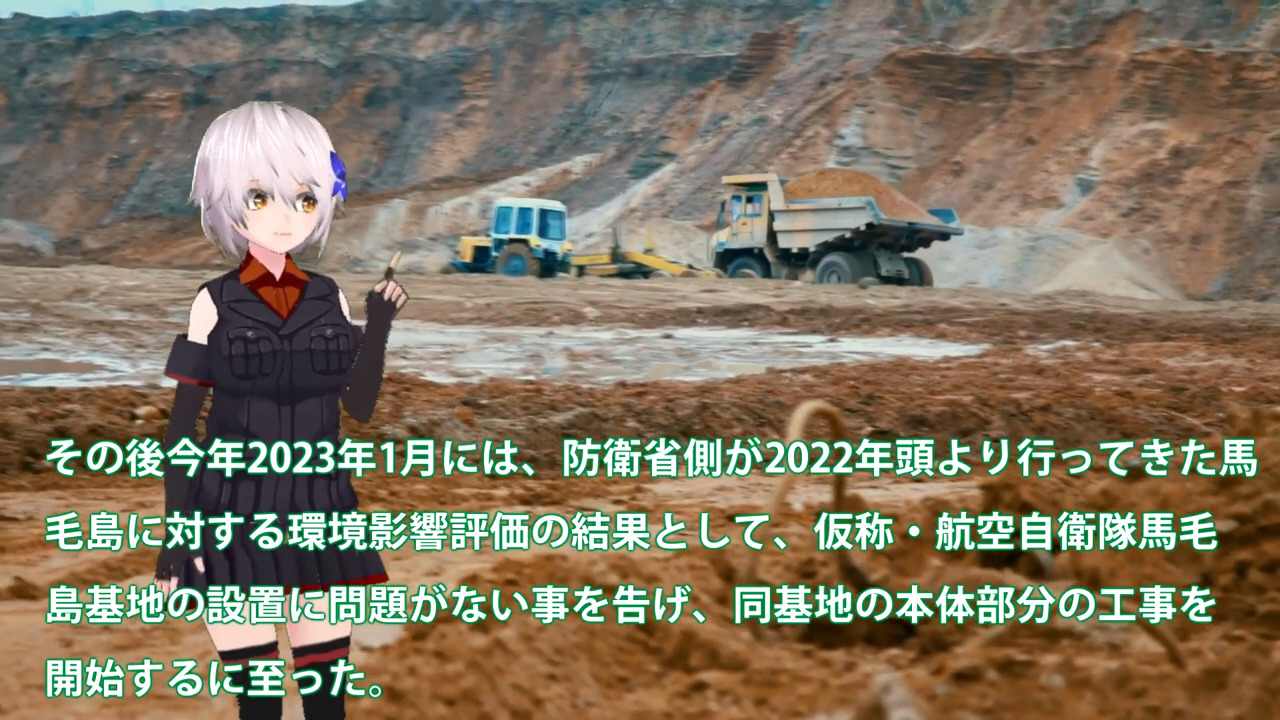 その後今年2023年1月には、防衛省側が2022年頭より行ってきた馬
毛島に対する環境影響評価の結果として、仮称・航空自衛隊馬毛
島基地の設置に問題がない事を告げ、同基地の本体部分の工事を
開始するに至った。